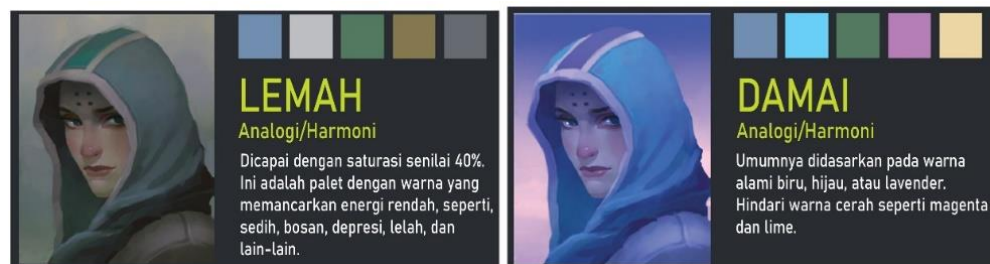 LEMAH
Analogi/Harmoni
Dicapai dengan saturasi senilai 40%.
Ini adalah palet dengan warna yang
memancarkan energi rendah, seperti,
sedih, bosan, depresi, lelah, dan
lain-lain.
DAMAI
Analogi/Harmoni
Umumnya didasarkan pada warna
alami biru, hijau, atau lavender.
Hindari warna cerah seperti magenta
dan lime.